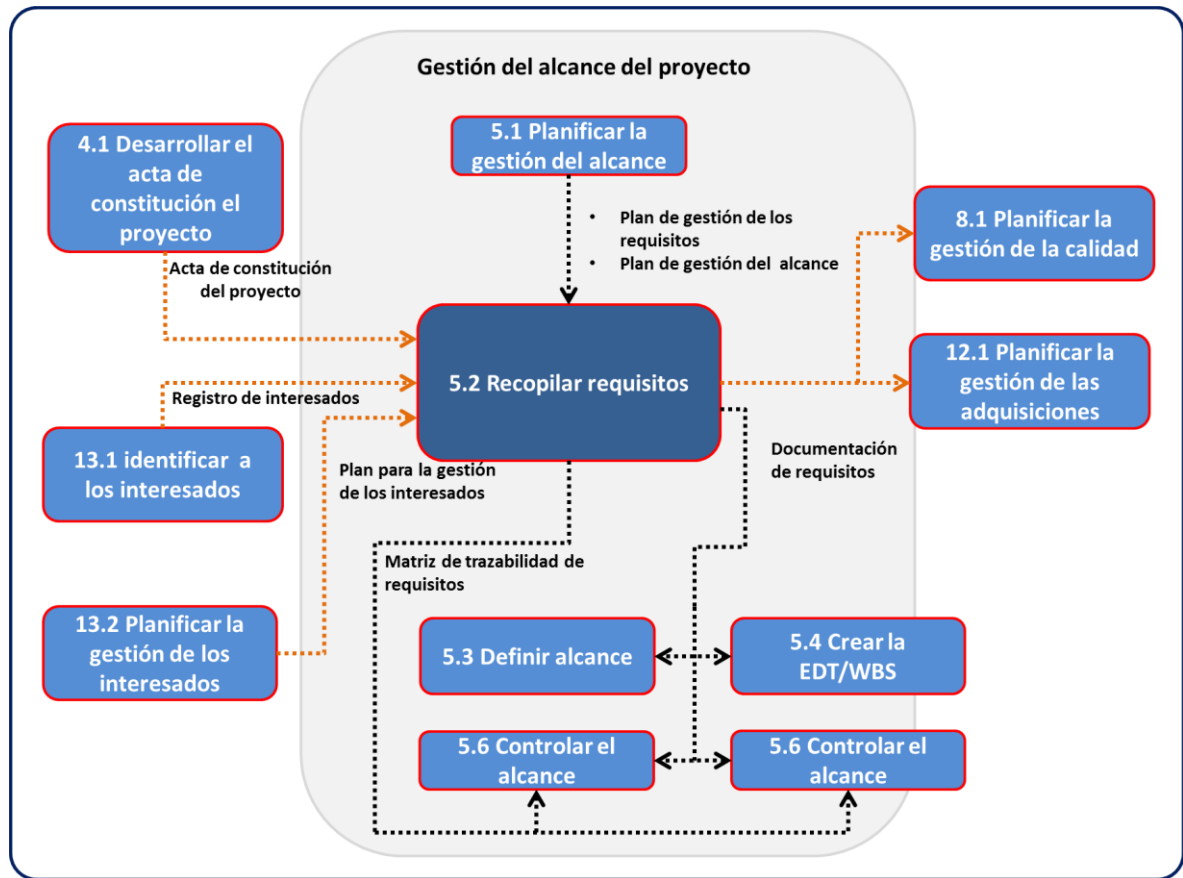 Gestión del alcance del proyecto
4.1 Desarrollar el
acta de
constitución el
proyecto
5.1 Planificar la
gestión del alcance
• Plan de gestión de los
requisitos
• Plan de gestión del alcance
8.1 Planificar la
gestión de la calidad
Acta de constitución
del proyecto
5.2 Recopilar requisitos
12.1 Planificar la
gestión de las
adquisiciones
Registro de interesados
13.1 identificar a
los interesados
Plan para la gestión
de los interesados
Documentación
de requisitos
Matriz de trazabilidad de
requisitos
13.2 Planificar la
gestión de los
interesados
5.3 Definir alcance
5.4 Crear la
EDT/WBS
5.6 Controlar el
alcance
5.6 Controlar el
alcance